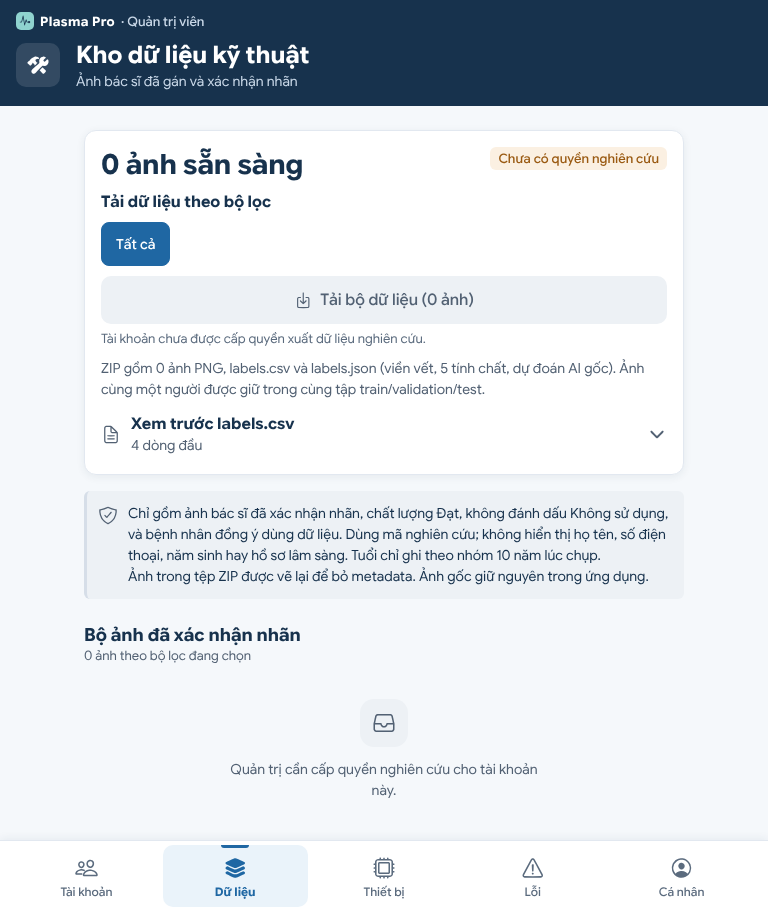 Plasma Pro · Quản trị viên
Kho dữ liệu kỹ thuật
Ảnh bác sĩ đã gán và xác nhận nhãn
0 ảnh sẵn sàng
Chưa có quyền nghiên cứu
Tải dữ liệu theo bộ lọc
Tất cả
Tải bộ dữ liệu (0 ảnh)
Tài khoản chưa được cấp quyền xuất dữ liệu nghiên cứu.
ZIP gồm 0 ảnh PNG, labels.csv và labels.json (viền vết, 5 tính chất, dự đoán AI gốc). Ảnh
cùng một người được giữ trong cùng tập train/validation/test.
Xem trước labels.csv
4 dòng đầu
Chỉ gồm ảnh bác sĩ đã xác nhận nhãn, chất lượng Đạt, không đánh dấu Không sử dụng,
và bệnh nhân đồng ý dùng dữ liệu. Dùng mã nghiên cứu; không hiển thị họ tên, số điện
thoại, năm sinh hay hồ sơ lâm sàng. Tuổi chỉ ghi theo nhóm 10 năm lúc chụp.
Ảnh trong tệp ZIP được vẽ lại để bỏ metadata. Ảnh gốc giữ nguyên trong ứng dụng.
Bộ ảnh đã xác nhận nhãn
0 ảnh theo bộ lọc đang chọn
Quản trị cần cấp quyền nghiên cứu cho tài khoản
này.
Tài khoản
Dữ liệu
Thiết bị
Lỗi
Cá nhân